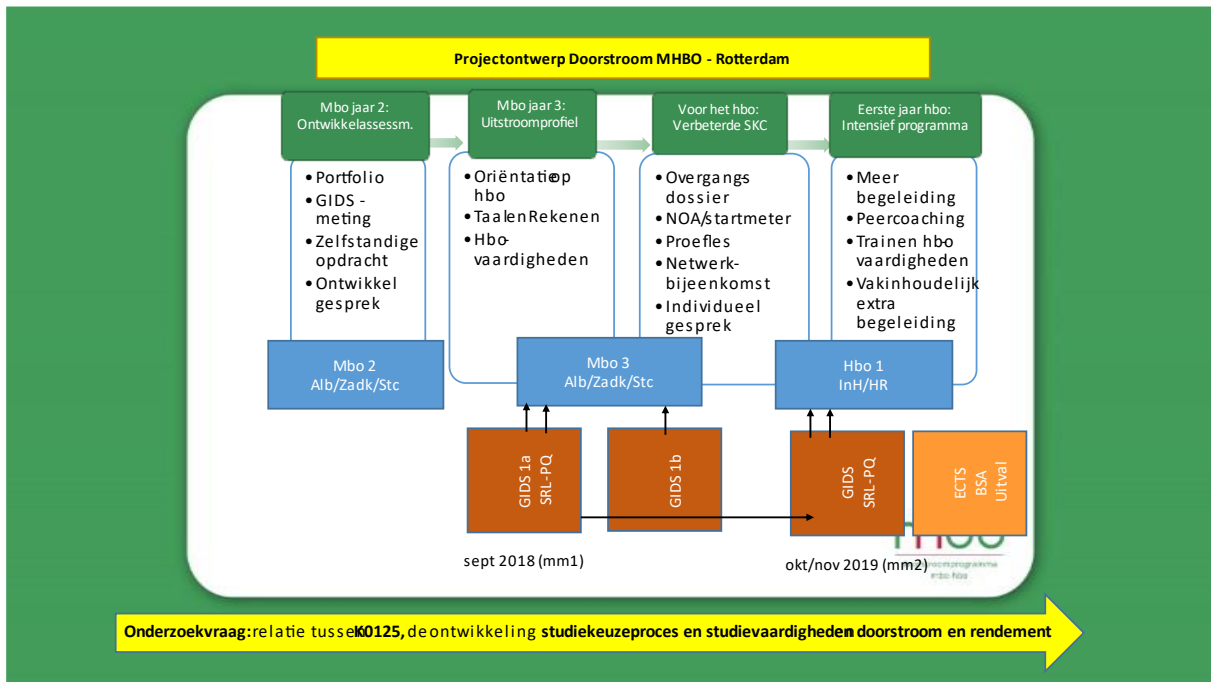 Projectontwerp Doorstroom MHBO - Rotterdam
Mbo jaar 2:
Ontwikkelassessm.
Mbo jaar 3:
Uitstroomprofiel
Voor het hbo:
Verbeterde SKC
Eerste jaar hbo:
Intensief programma
• Portfolio
• GIDS -
meting
• Zelfstandige
opdracht
• Ontwikkel
gesprek
• Oriëntatie op
hbo
• Taal en Rekenen
• Hbo-
vaardigheden
• Overgangs-
dossier
• NOA/startmeter
• Proefles
• Netwerk-
bijeenkomst
• Individueel
gesprek
• Meer
begeleiding
• Peercoaching
• Trainen hbo-
vaardigheden
• Vakinhoudelijk
extra
begeleiding
Mbo 2
Alb/Zadk/Stc
Mbo 3
Alb/Zadk/Stc
Hbo 1
InH/HR
GIDS 1a
SRL-PQ
GIDS 1b
GIDS
SRL-PQ
ECTS
BSA
Uitval
sept 2018 (mm1)
okt/nov 2019 (mm2)
mbo hbo
Onderzoekvraag: relatie tussen K0125, de ontwikkeling studiekeuzeproces en studievaardigheden doorstroom en rendement